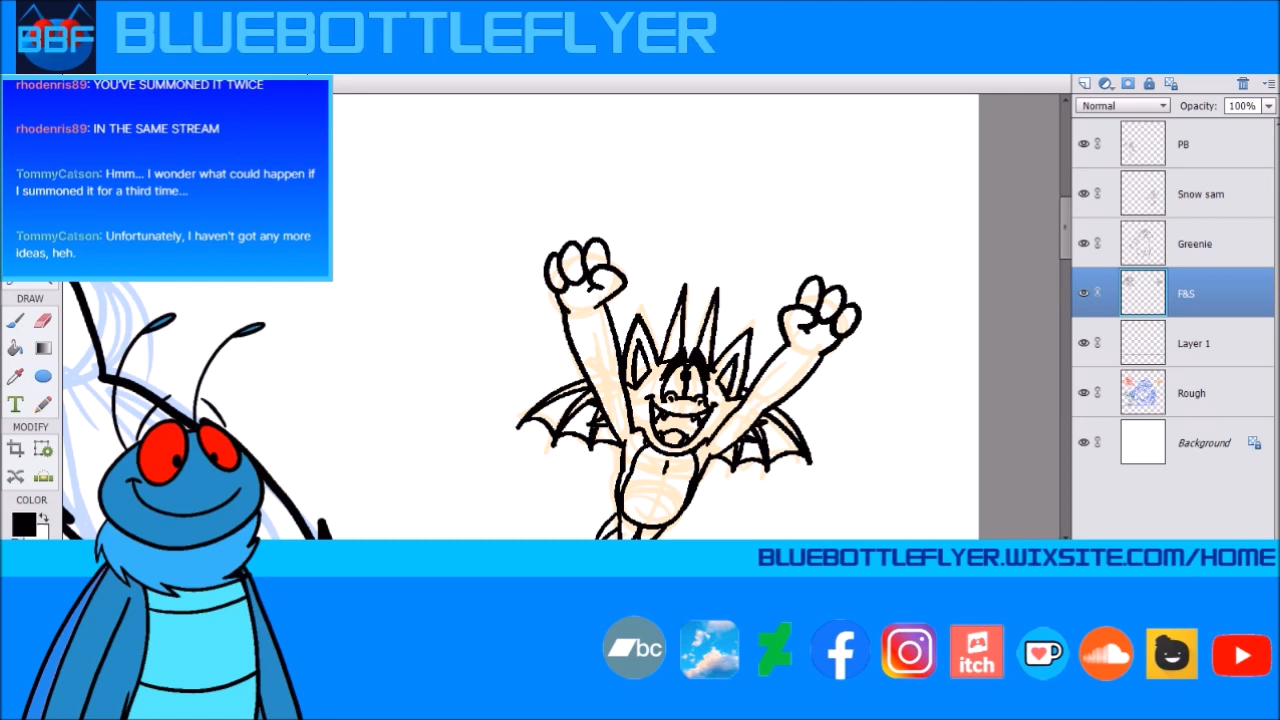 BBF
BLUEBOTTLEFLYER
rhodenris89: YOU'VE SUMMONED IT TWICE
rhodenris89: IN THE SAME STREAM
TommyCatson: Hmm... I wonder what could happen if
I summoned it for a third time...
TommyCatson: Unfortunately, I haven't got any more
ideas, heh.
DRAW
T
MODIFY
COLOR
Normal
Opacity: 100%
PB
Snow sam
Greenie
F&S
Layer 1
Rough
Background
BLUEBOTTLEFLYER.WIXSITE.COM/HOME
bc
itch